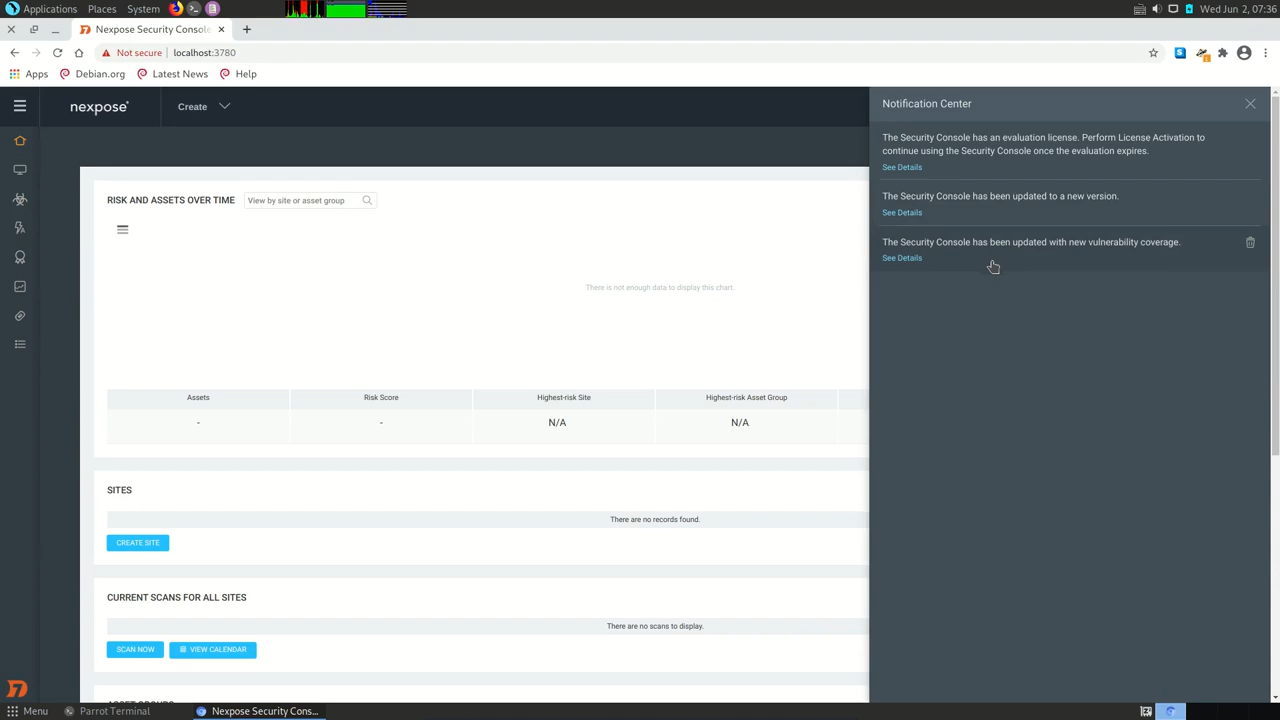 Applications Places System Wed Jun 2, 07:36
Nexpose Security Consol
Not secure localhost:3780
Apps Debian.org Latest News Help
nexpose Create
Notification Center
The Security Console has an evaluation license. Perform License Activation to
continue using the Security Console once the evaluation expires.
See Details
The Security Console has been updated to a new version.
See Details
The Security Console has been updated with new vulnerability coverage.
See Details
RISK AND ASSETS OVER TIME View by site or asset group
There is not enough data to display this chart.
Assets Risk Score Highest-risk Site Highest-risk Asset Group
- - N/A N/A
SITES
There are no records found.
CREATE SITE
CURRENT SCANS FOR ALL SITES
There are no scans to display.
SCAN NOW VIEW CALENDAR
ASSET GROUPS
Menu Parrot Terminal Nexpose Security Cons...